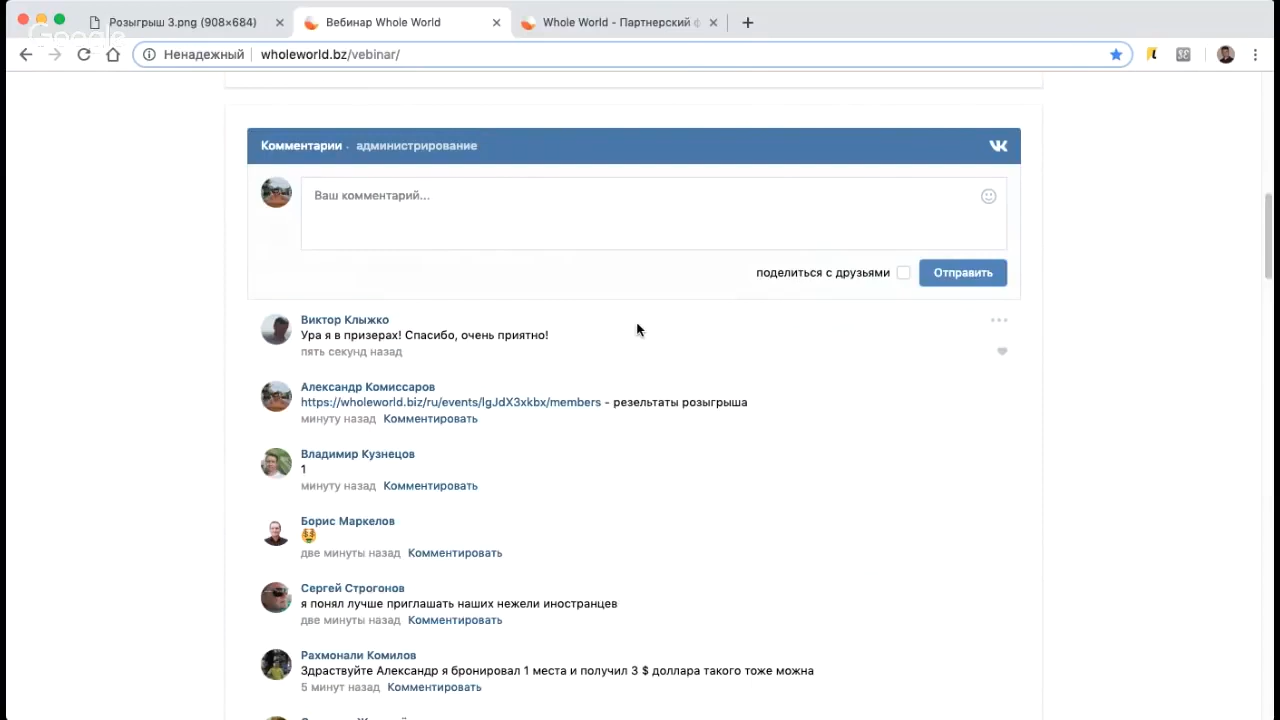 Розыгрыш 3.png (908×684)
Вебинар Whole World
Whole World - Партнерский ф
Google
Ненадежный
wholeworld.bz/vebinar/
Комментарии · администрирование
Ваш комментарий...
поделиться с друзьями
Отправить
Виктор Клыжко
Ура я в призерах! Спасибо, очень приятно!
пять секунд назад
Александр Комиссаров
https://wholeworld.biz/ru/events/lgJdX3xkbx/members - резельтаты розыгрыша
минуту назад Комментировать
Владимир Кузнецов
1
минуту назад Комментировать
Борис Маркелов
две минуты назад Комментировать
Сергей Строгонов
я понял лучше приглашать наших нежели иностранцев
две минуты назад Комментировать
Рахмонали Комилов
Здраствуйте Александр я бронировал 1 места и получил 3 $ доллара такого тоже можна
5 минут назад Комментировать